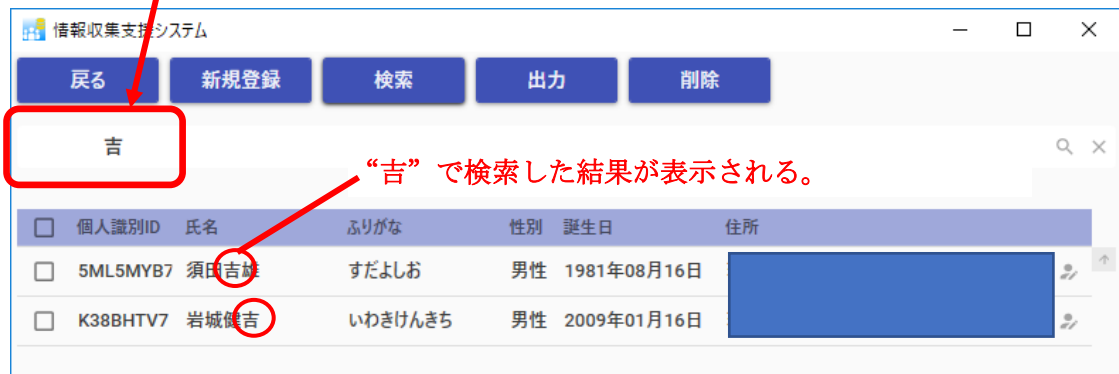 情報収集支援システム
戻る 新規登録 検索 出力 削除
吉
“吉”で検索した結果が表示される。
個人識別ID 氏名 ふりがな 性別 誕生日 住所
5ML5MYB7 須田吉雄 すだよしお 男性 1981年08月16日
K38BHTV7 岩城健吉 いわきけんきち 男性 2009年01月16日